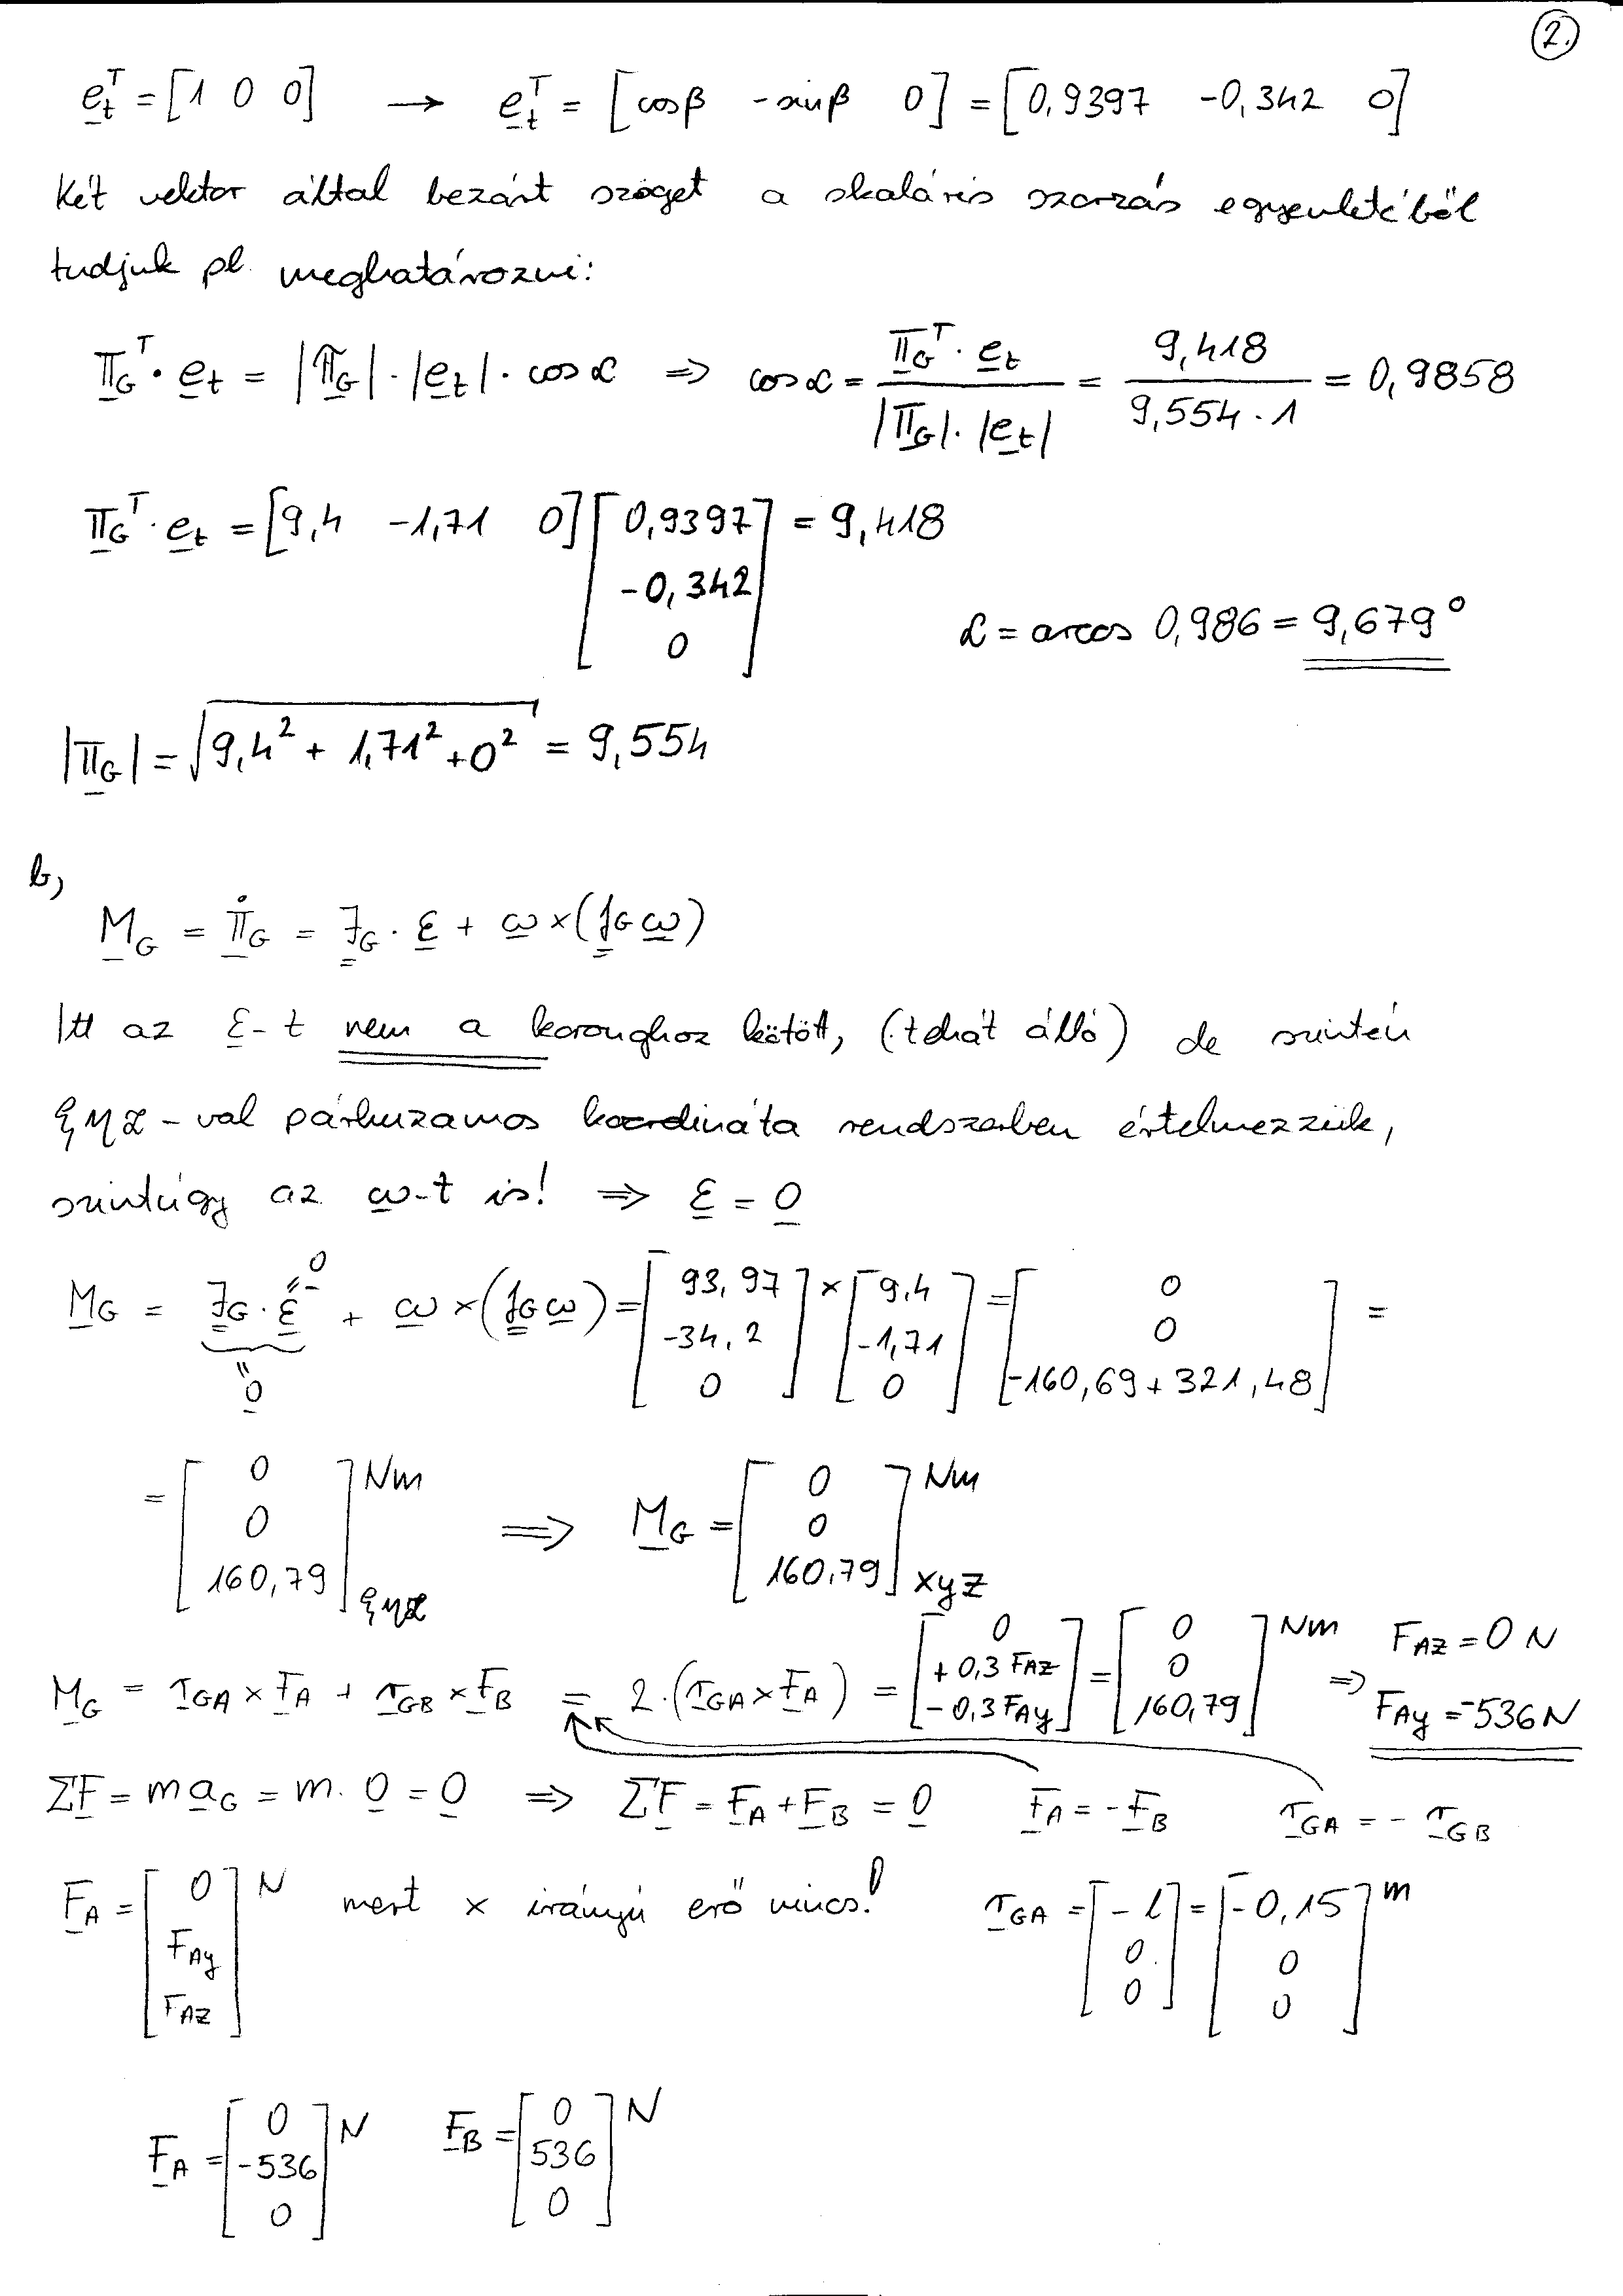 2.
e_t^T = [1 0 0] → e_t^T = [cosβ -sinβ 0] = [0,9397 -0,342 0]
Két vektor által bezárt szöget a skaláris szorzás egyenletéből
tudjuk pl. meghatározni:
π_G^T · e_t = |π_G| · |e_t| · cos α ⇒ cos α = (π_G^T · e_t) / (|π_G| · |e_t|) = 9,418 / (9,554 · 1) = 0,9858
π_G^T · e_t = [9,4 -1,71 0] [0,9397 -0,342 0] = 9,418
α = arccos 0,986 = 9,679°
|π_G| = √(9,4² + 1,71² + 0²) = 9,554
b,
M_G = π̇_G = J_G · ε + ω × (J_G ω)
Itt az ε-t nem a koronghoz kötött, (tehát álló) de szintén
ξηζ-val párhuzamos koordináta rendszerben értelmezzük,
szintúgy az ω-t is! ⇒ ε = 0
M_G = J_G · ε + ω × (J_G ω) = [93,97 -34,2 0] × [9,4 -1,71 0] = [0 0 -160,69 + 321,48] =
"0
"0
= [0 0 160,79] Nm ξηζ ⇒ M_G = [0 0 160,79] Nm xyz
M_G = r_GA × F_A + r_GB × F_B = 2 · (r_GA × F_A) = [0 +0,3 F_Az -0,3 F_Ay] = [0 0 160,79] Nm ⇒ F_Az = 0 N
F_Ay = -536 N
ΣF = m a_G = m · 0 = 0 ⇒ ΣF = F_A + F_B = 0 F_A = -F_B r_GA = - r_GB
F_A = [0 F_Ay F_Az] N mert x irányú erő nincs! r_GA = [-l 0 0] = [-0,15 0 0] m
F_A = [0 -536 0] N F_B = [0 536 0] N